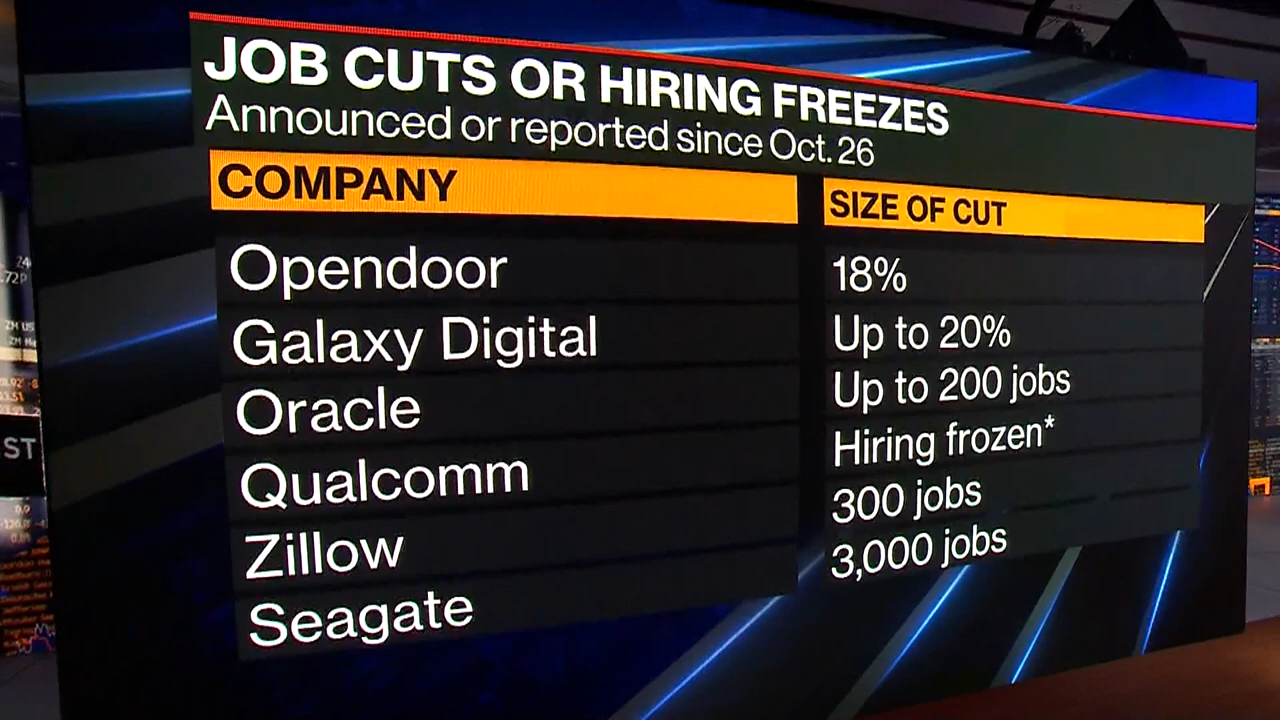 JOB CUTS OR HIRING FREEZES
Announced or reported since Oct. 26
COMPANY SIZE OF CUT
Opendoor 18%
Galaxy Digital Up to 20%
Oracle Up to 200 jobs
Qualcomm Hiring frozen*
Zillow 300 jobs
Seagate 3,000 jobs
ST